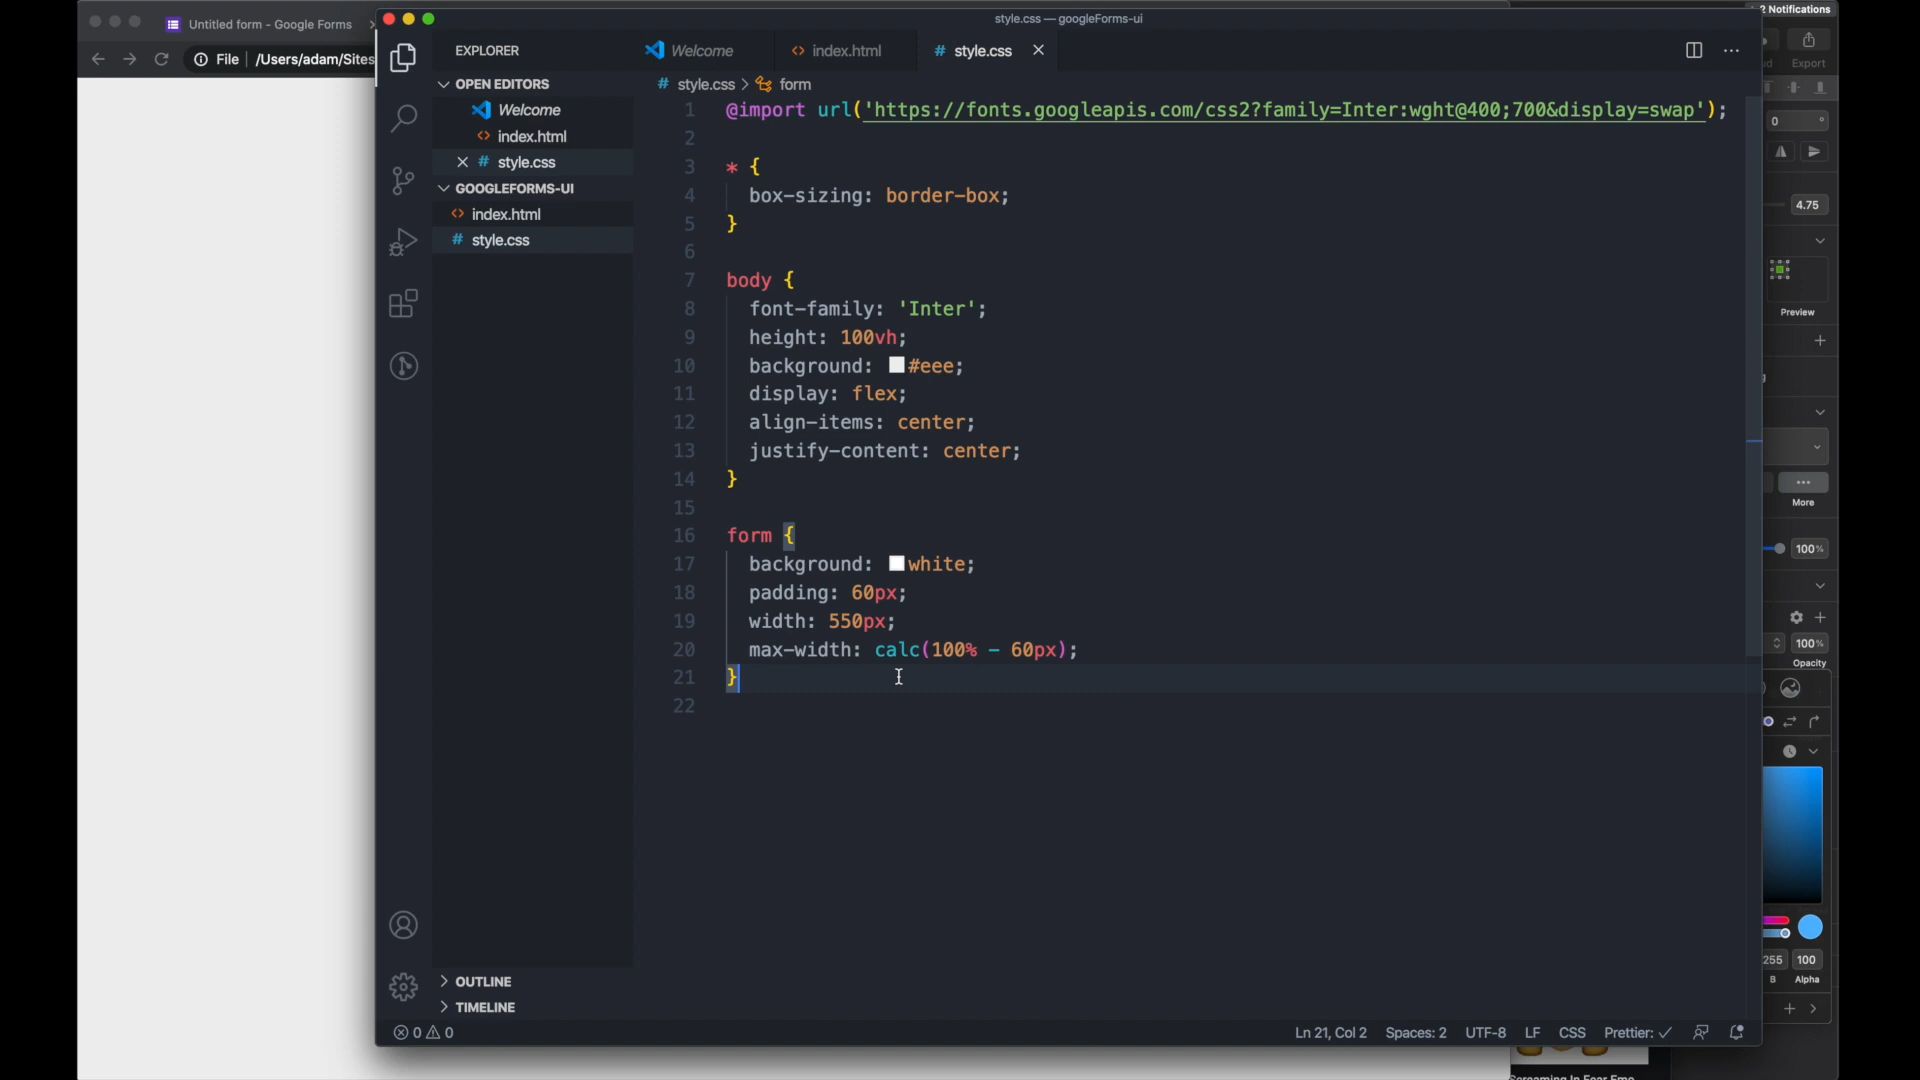 2 Notifications
style.css — googleForms-ui
Untitled form - Google Forms
File /Users/adam/Sites
EXPLORER
Welcome
index.html
# style.css
OPEN EDITORS
Welcome
index.html
# style.css
GOOGLEFORMS-UI
index.html
# style.css
OUTLINE
TIMELINE
# style.css > form
1 @import url('https://fonts.googleapis.com/css2?family=Inter:wght@400;700&display=swap');
2
3 * {
4 box-sizing: border-box;
5 }
6
7 body {
8 font-family: 'Inter';
9 height: 100vh;
10 background: #eee;
11 display: flex;
12 align-items: center;
13 justify-content: center;
14 }
15
16 form {
17 background: white;
18 padding: 60px;
19 width: 550px;
20 max-width: calc(100% - 60px);
21 }
22
0 0
Ln 21, Col 2 Spaces: 2 UTF-8 LF CSS Prettier: ✓
Export
0 °
4.75
Preview
More
100%
100%
Opacity
255 100
B Alpha